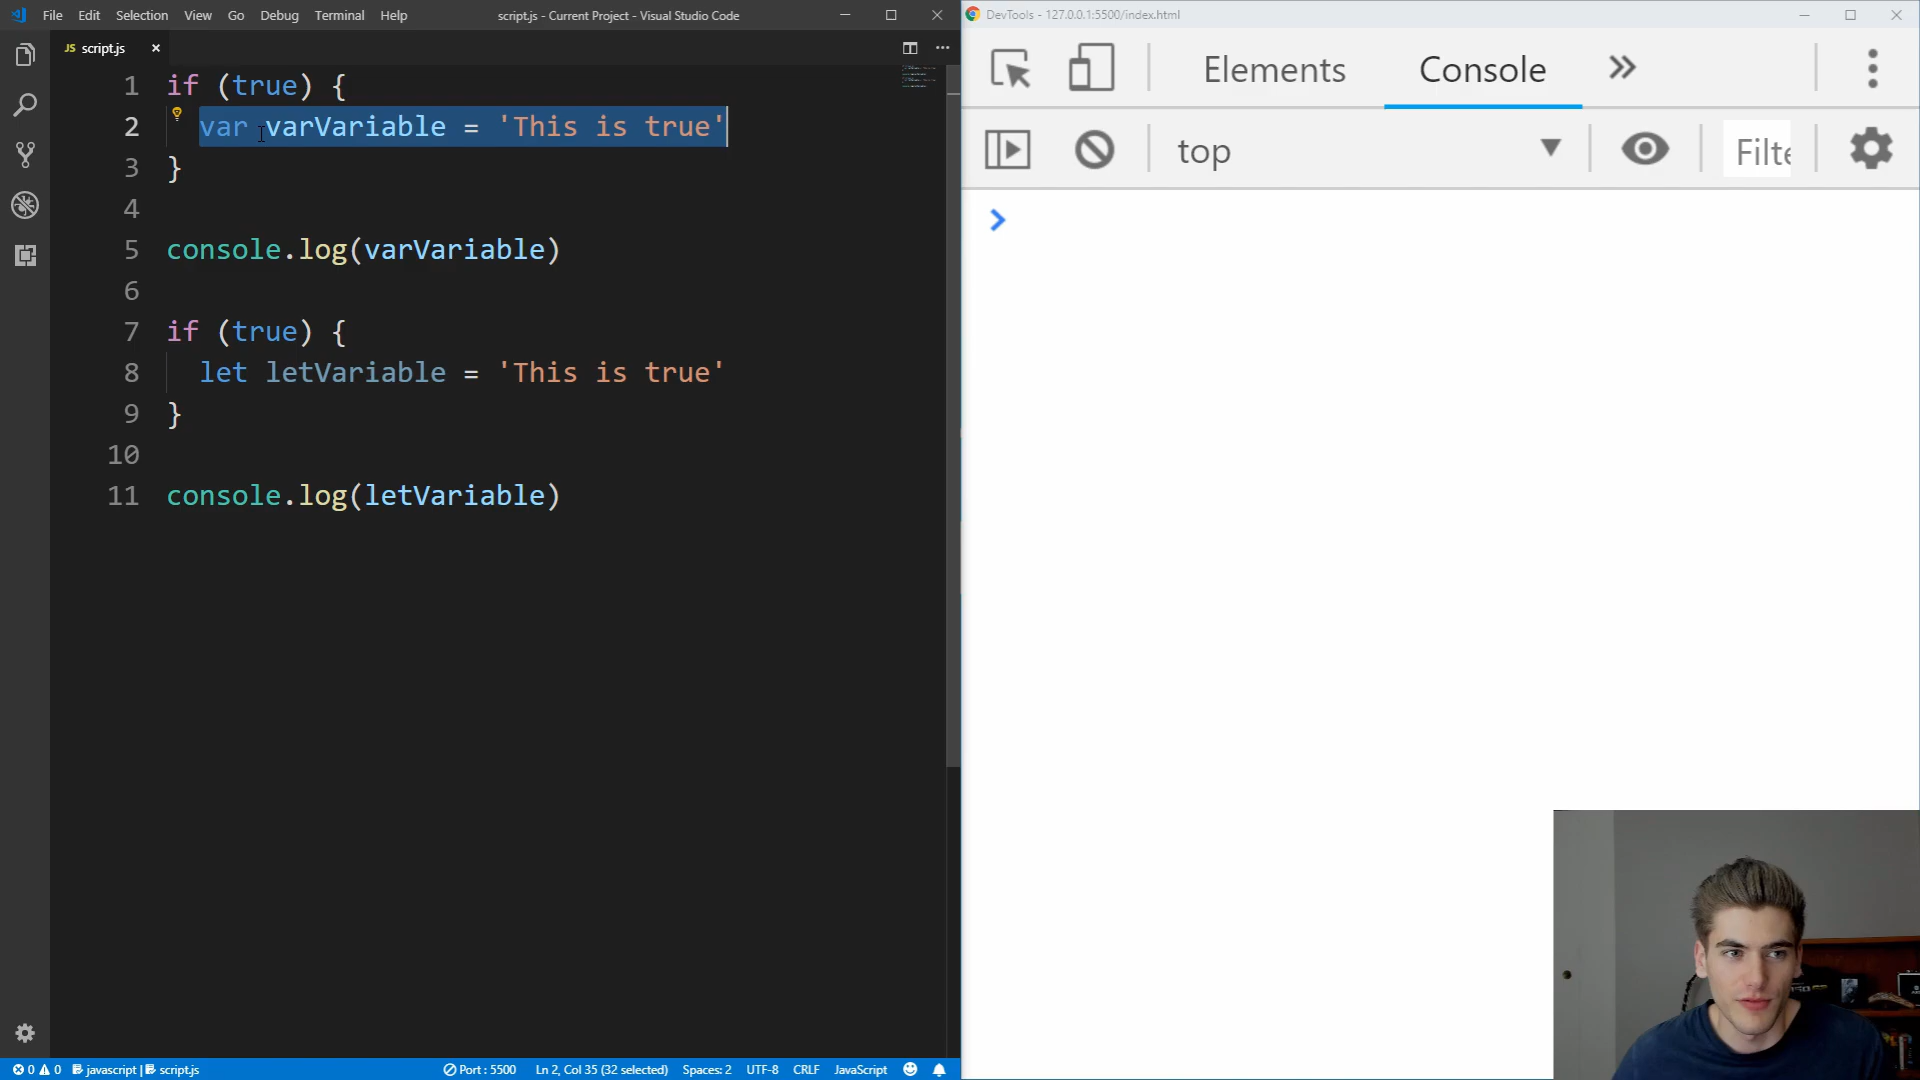 File Edit Selection View Go Debug Terminal Help script.js - Current Project - Visual Studio Code
JS script.js
1 if (true) {
2 var varVariable = 'This is true'
3 }
4
5 console.log(varVariable)
6
7 if (true) {
8 let letVariable = 'This is true'
9 }
10
11 console.log(letVariable)
0 0 javascript | script.js Port : 5500 Ln 2, Col 35 (32 selected) Spaces: 2 UTF-8 CRLF JavaScript
DevTools - 127.0.0.1:5500/index.html
Elements Console
top Filte